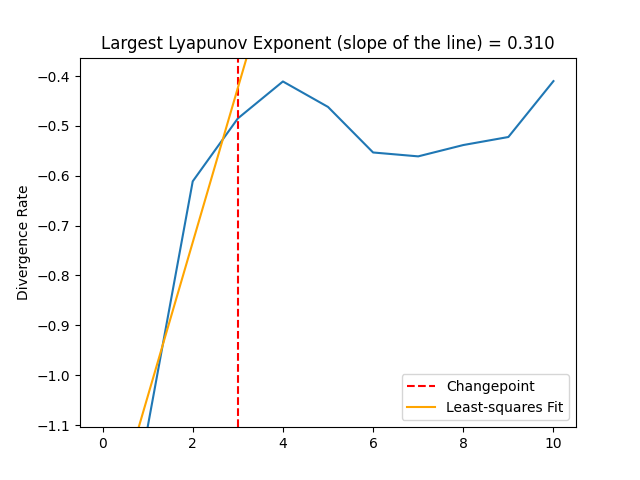 Largest Lyapunov Exponent (slope of the line) = 0.310
Divergence Rate
−0.4
−0.5
−0.6
−0.7
−0.8
−0.9
−1.0
−1.1
0 2 4 6 8 10
Changepoint
Least-squares Fit